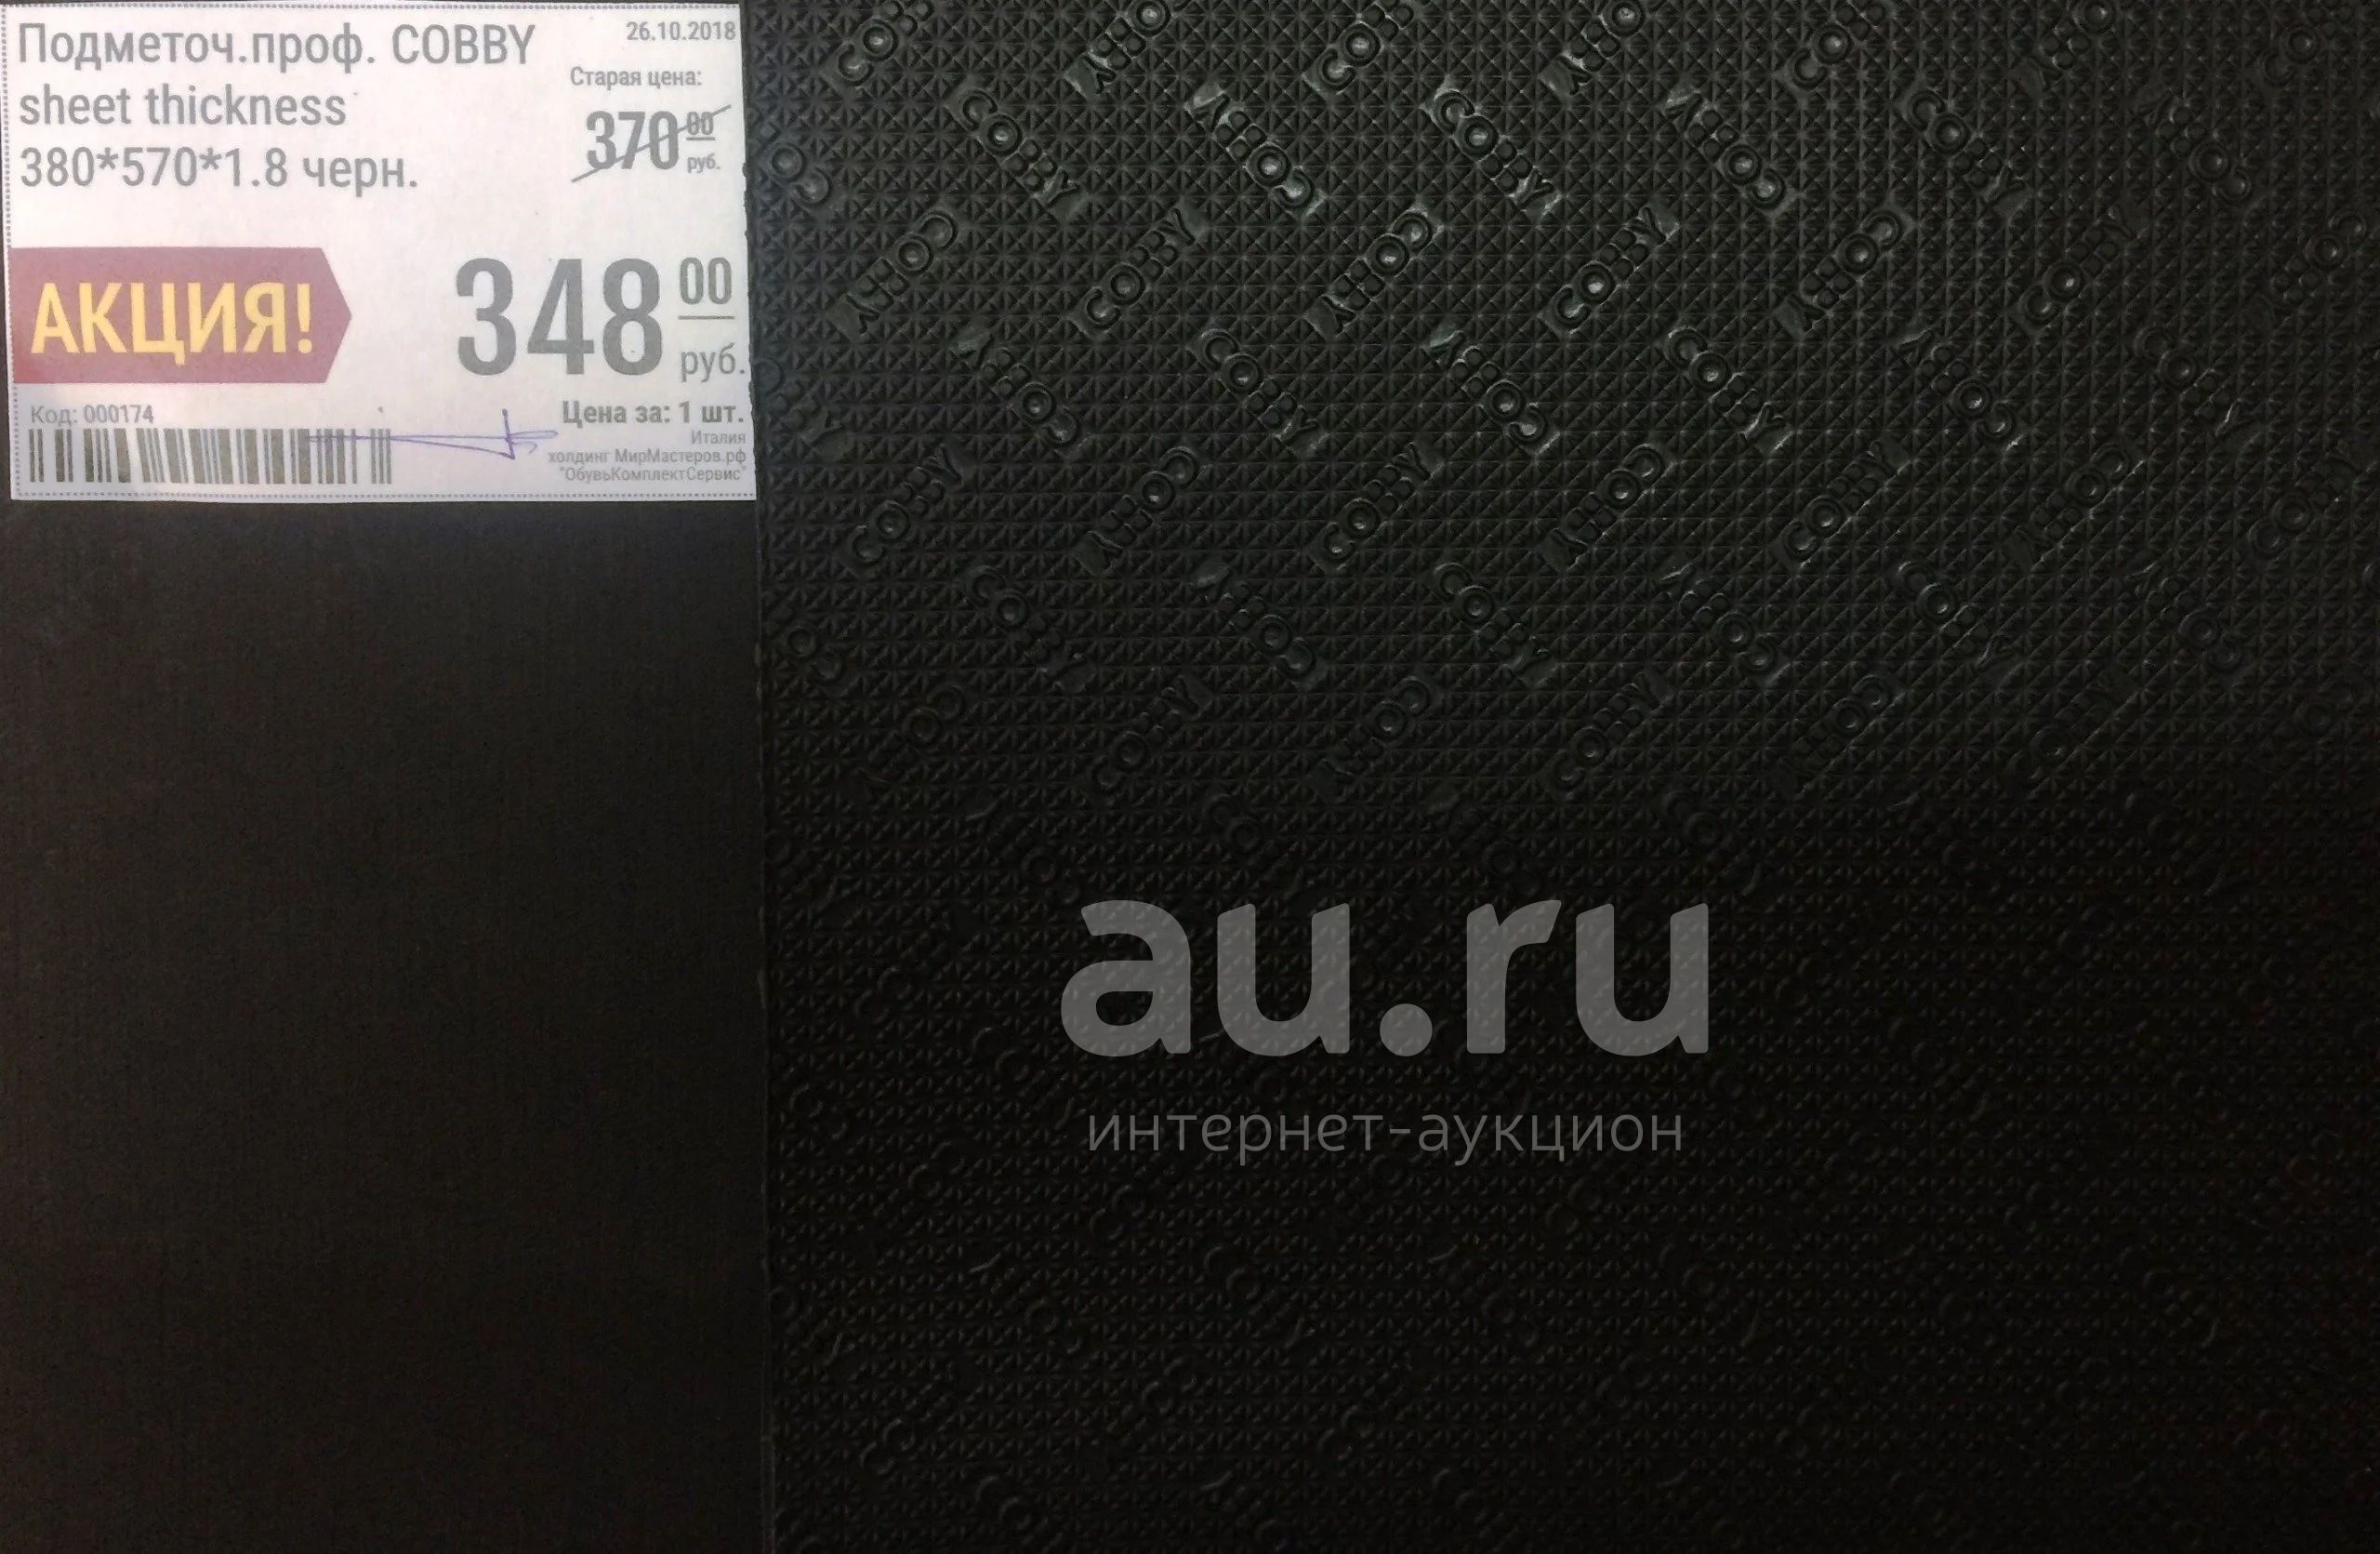 Подметоч.проф. COBBY
sheet thickness
380*570*1.8 черн.
26.10.2018
Старая цена:
370 00
руб.
АКЦИЯ!
348 00
руб.
Код: 000174
Цена за: 1 шт.
Италия
холдинг МирМастеров.рф
"ОбувьКомплектСервис"
COBBY
au.ru
интернет-аукцион